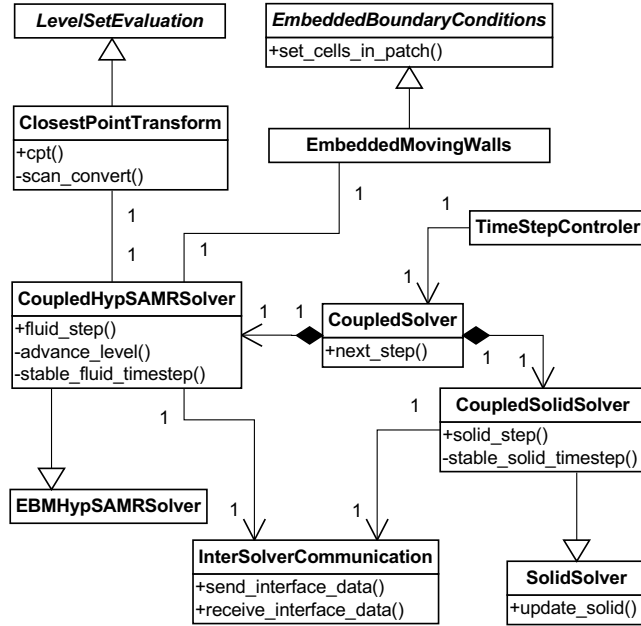 LevelSetEvaluation
EmbeddedBoundaryConditions
+set_cells_in_patch()
ClosestPointTransform
+cpt()
-scan_convert()
EmbeddedMovingWalls
1
1
1
1
TimeStepControler
1
CoupledHypSAMRSolver
+fluid_step()
-advance_level()
-stable_fluid_timestep()
1
1
CoupledSolver
+next_step()
1
1
CoupledSolidSolver
+solid_step()
-stable_solid_timestep()
1
1
EBMHypSAMRSolver
1
1
InterSolverCommunication
+send_interface_data()
+receive_interface_data()
SolidSolver
+update_solid()